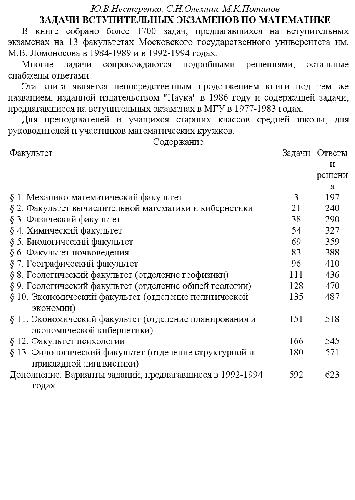 Ю.В.Нестеренко, С.Н.Олехник, М.К.Потапов
ЗАДАЧИ ВСТУПИТЕЛЬНЫХ ЭКЗАМЕНОВ ПО МАТЕМАТИКЕ
В книге собрано более 1700 задач, предлагавшихся на вступительных
экзаменах на 13 факультетах Московского государственного университета им.
М.В. Ломоносова в 1984-1989 и в 1992-1994 годах.
Многие задачи сопровождаются подробными решениями, остальные
снабжены ответами.
Эта книга является непосредственным продолжением книги под тем же
названием, изданной издательством "Наука" в 1986 году и содержащей задачи,
предлагавшиеся на вступительных экзаменах в МГУ в 1977-1983 годах.
Для преподавателей и учащихся старших классов средней школы, для
руководителей и участников математических кружков.
Содержание
Факультет Задачи Ответы
и
решени
я
§ 1. Механико-математический факультет 3 197
§ 2. Факультет вычислительной математики и кибернетики 21 240
§ 3. Физический факультет 38 290
§ 4. Химический факультет 54 327
§ 5. Биологический факультет 69 359
§ 6. Факультет почвоведения 83 388
§ 7. Географический факультет 96 410
§ 8. Геологический факультет (отделение геофизики) 111 436
§ 9. Геологический факультет (отделение общей геологии) 128 470
§ 10. Экономический факультет (отделение политической 135 487
экономии)
§ 11. Экономический факультет (отделение планирования и 151 518
экономической кибернетики)
§ 12. Факультет психологии 166 545
§ 13. Филологический факультет (отделение структурной и 180 571
прикладной лингвистики)
Дополнение. Варианты заданий, предлагавшихся в 1992-1994 592 623
годах